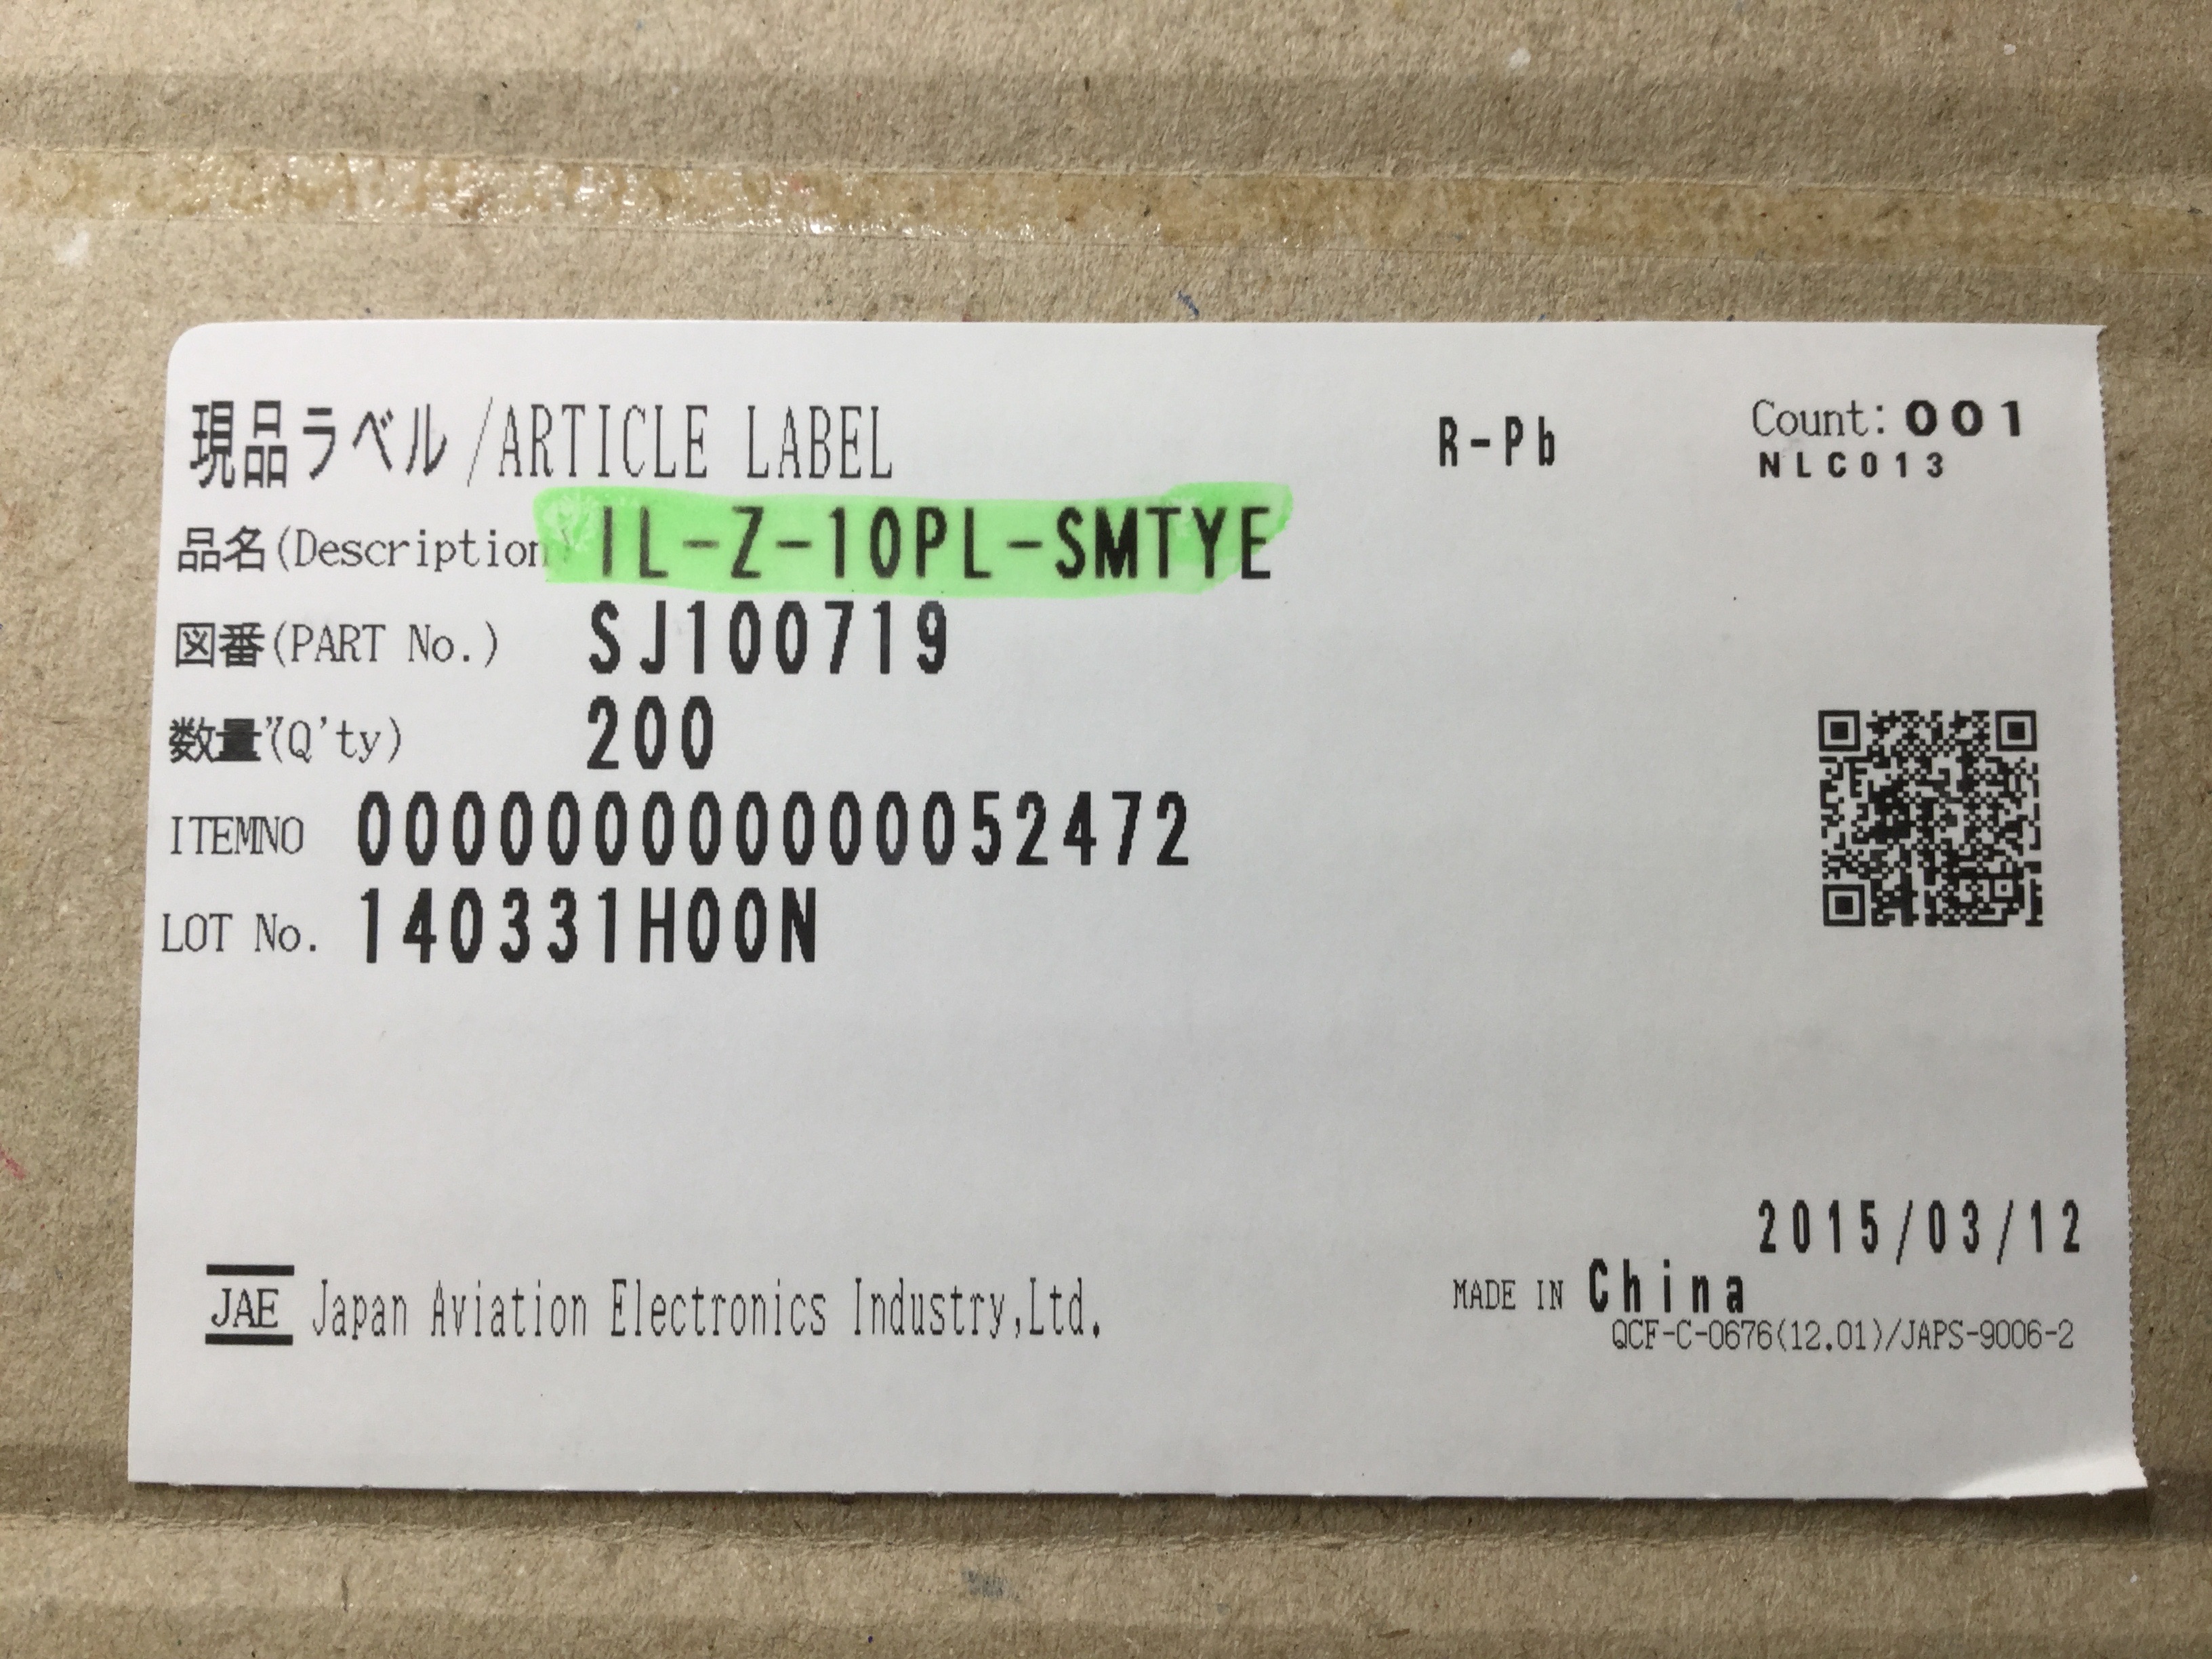 現品ラベル/ARTICLE LABEL
R-Pb
Count: 001
NLC013
品名(Description) IL-Z-10PL-SMTYE
図番(PART No.) SJ100719
数量"(Q'ty) 200
ITEMNO 000000000000052472
LOT No. 140331H00N
2015/03/12
JAE Japan Aviation Electronics Industry,Ltd.
MADE IN China
QCF-C-0676(12.01)/JAPS-9006-2